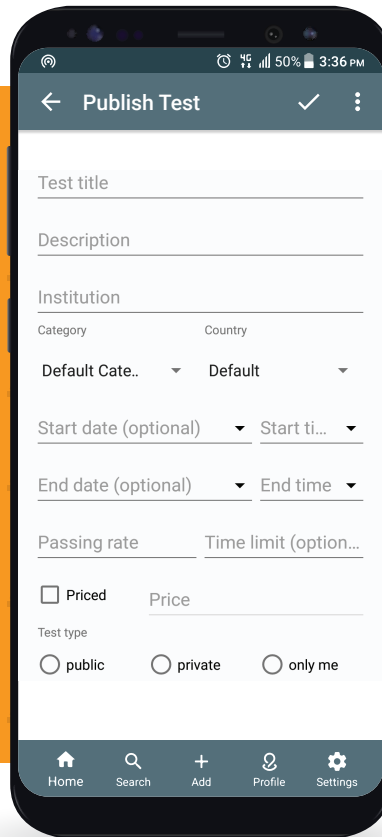 4G 50% 3:36 PM
Publish Test
Test title
Description
Institution
Category Country
Default Cate.. Default
Start date (optional) Start ti...
End date (optional) End time
Passing rate Time limit (option...
Priced Price
Test type
public private only me
Home Search Add Profile Settings